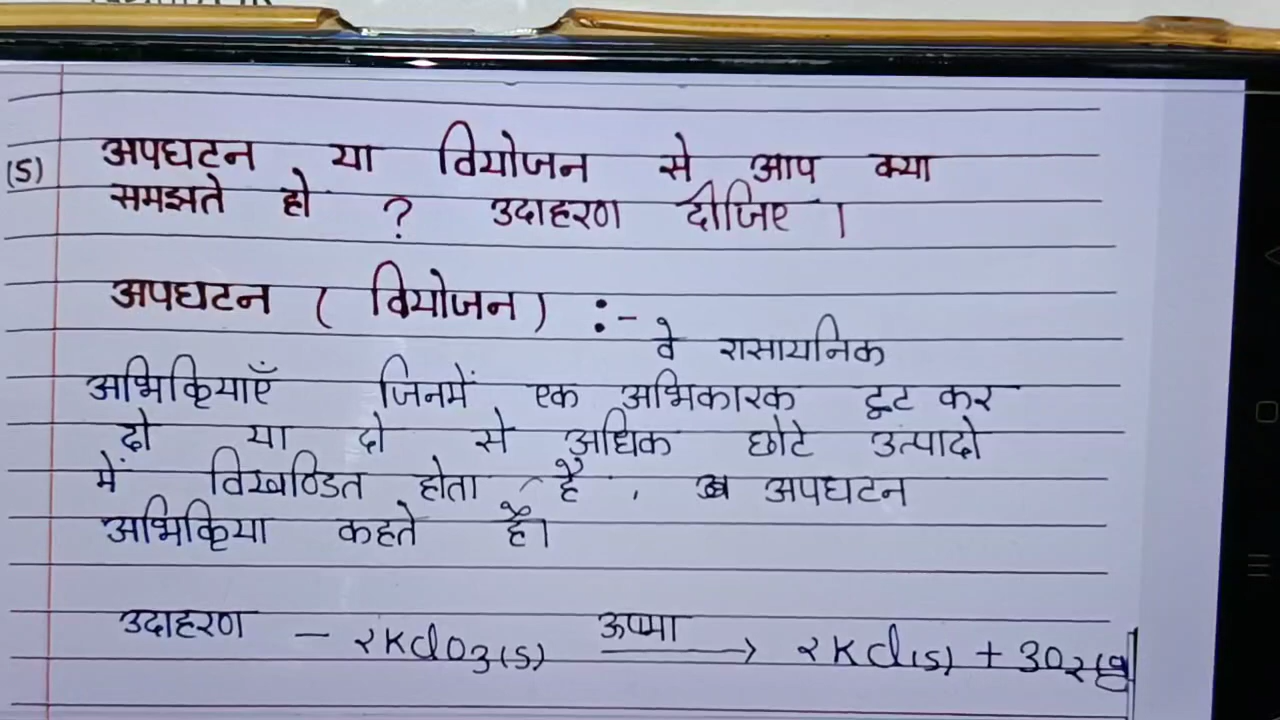 (5) अपघटन या वियोजन से आप क्या
समझते हो ? उदाहरण दीजिए ।
अपघटन ( वियोजन ) :-
वे रासायनिक
अभिक्रियाएँ जिनमें एक अभिकारक टूट कर
दो या दो से अधिक छोटे उत्पादो
में विखण्डित होता है , अपघटन
अभिक्रिया कहते है।
उदाहरण - 2KClO3(s) ऊष्मा → 2KCl(s) + 3O2(g)